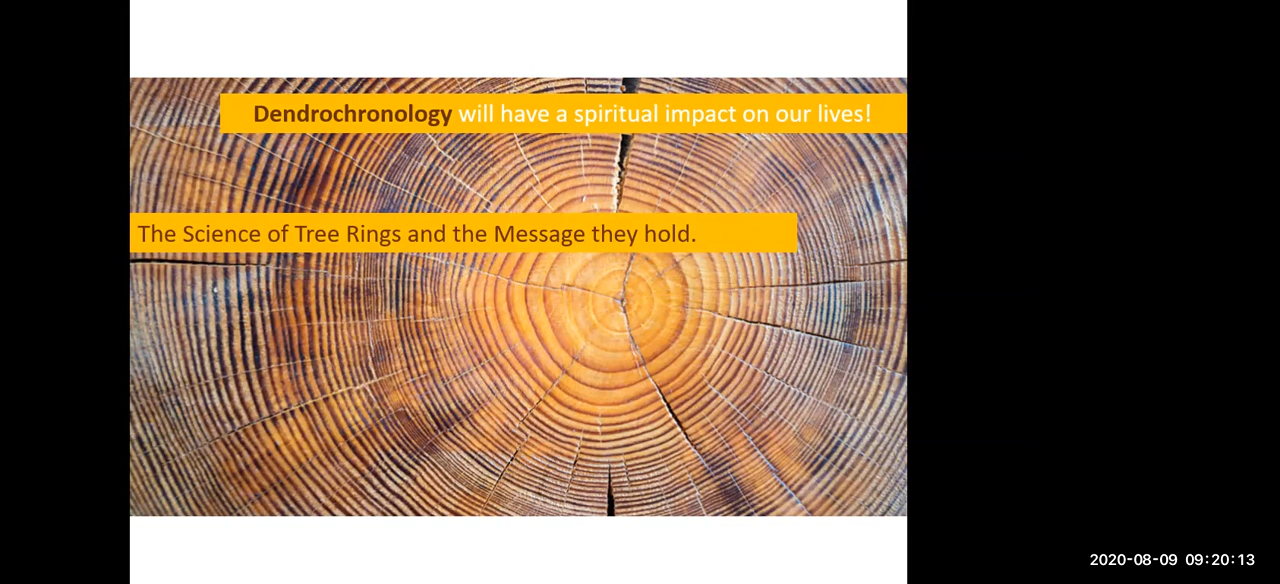 Dendrochronology will have a spiritual impact on our lives!
The Science of Tree Rings and the Message they hold.
2020-08-09 09:20:13